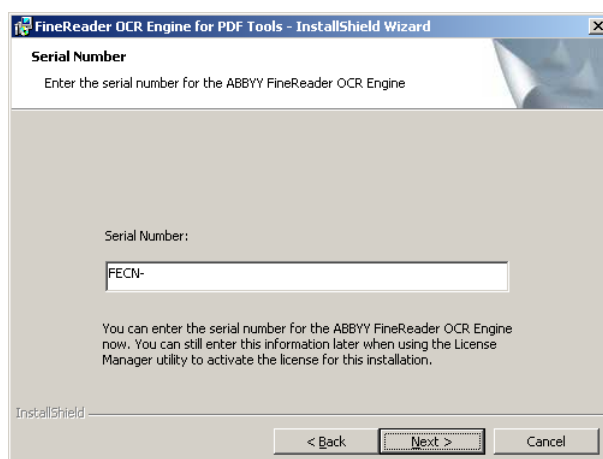 FineReader OCR Engine for PDF Tools - InstallShield Wizard
Serial Number
Enter the serial number for the ABBYY FineReader OCR Engine
Serial Number:
FECN-
You can enter the serial number for the ABBYY FineReader OCR Engine
now. You can still enter this information later when using the License
Manager utility to activate the license for this installation.
InstallShield
< Back Next > Cancel